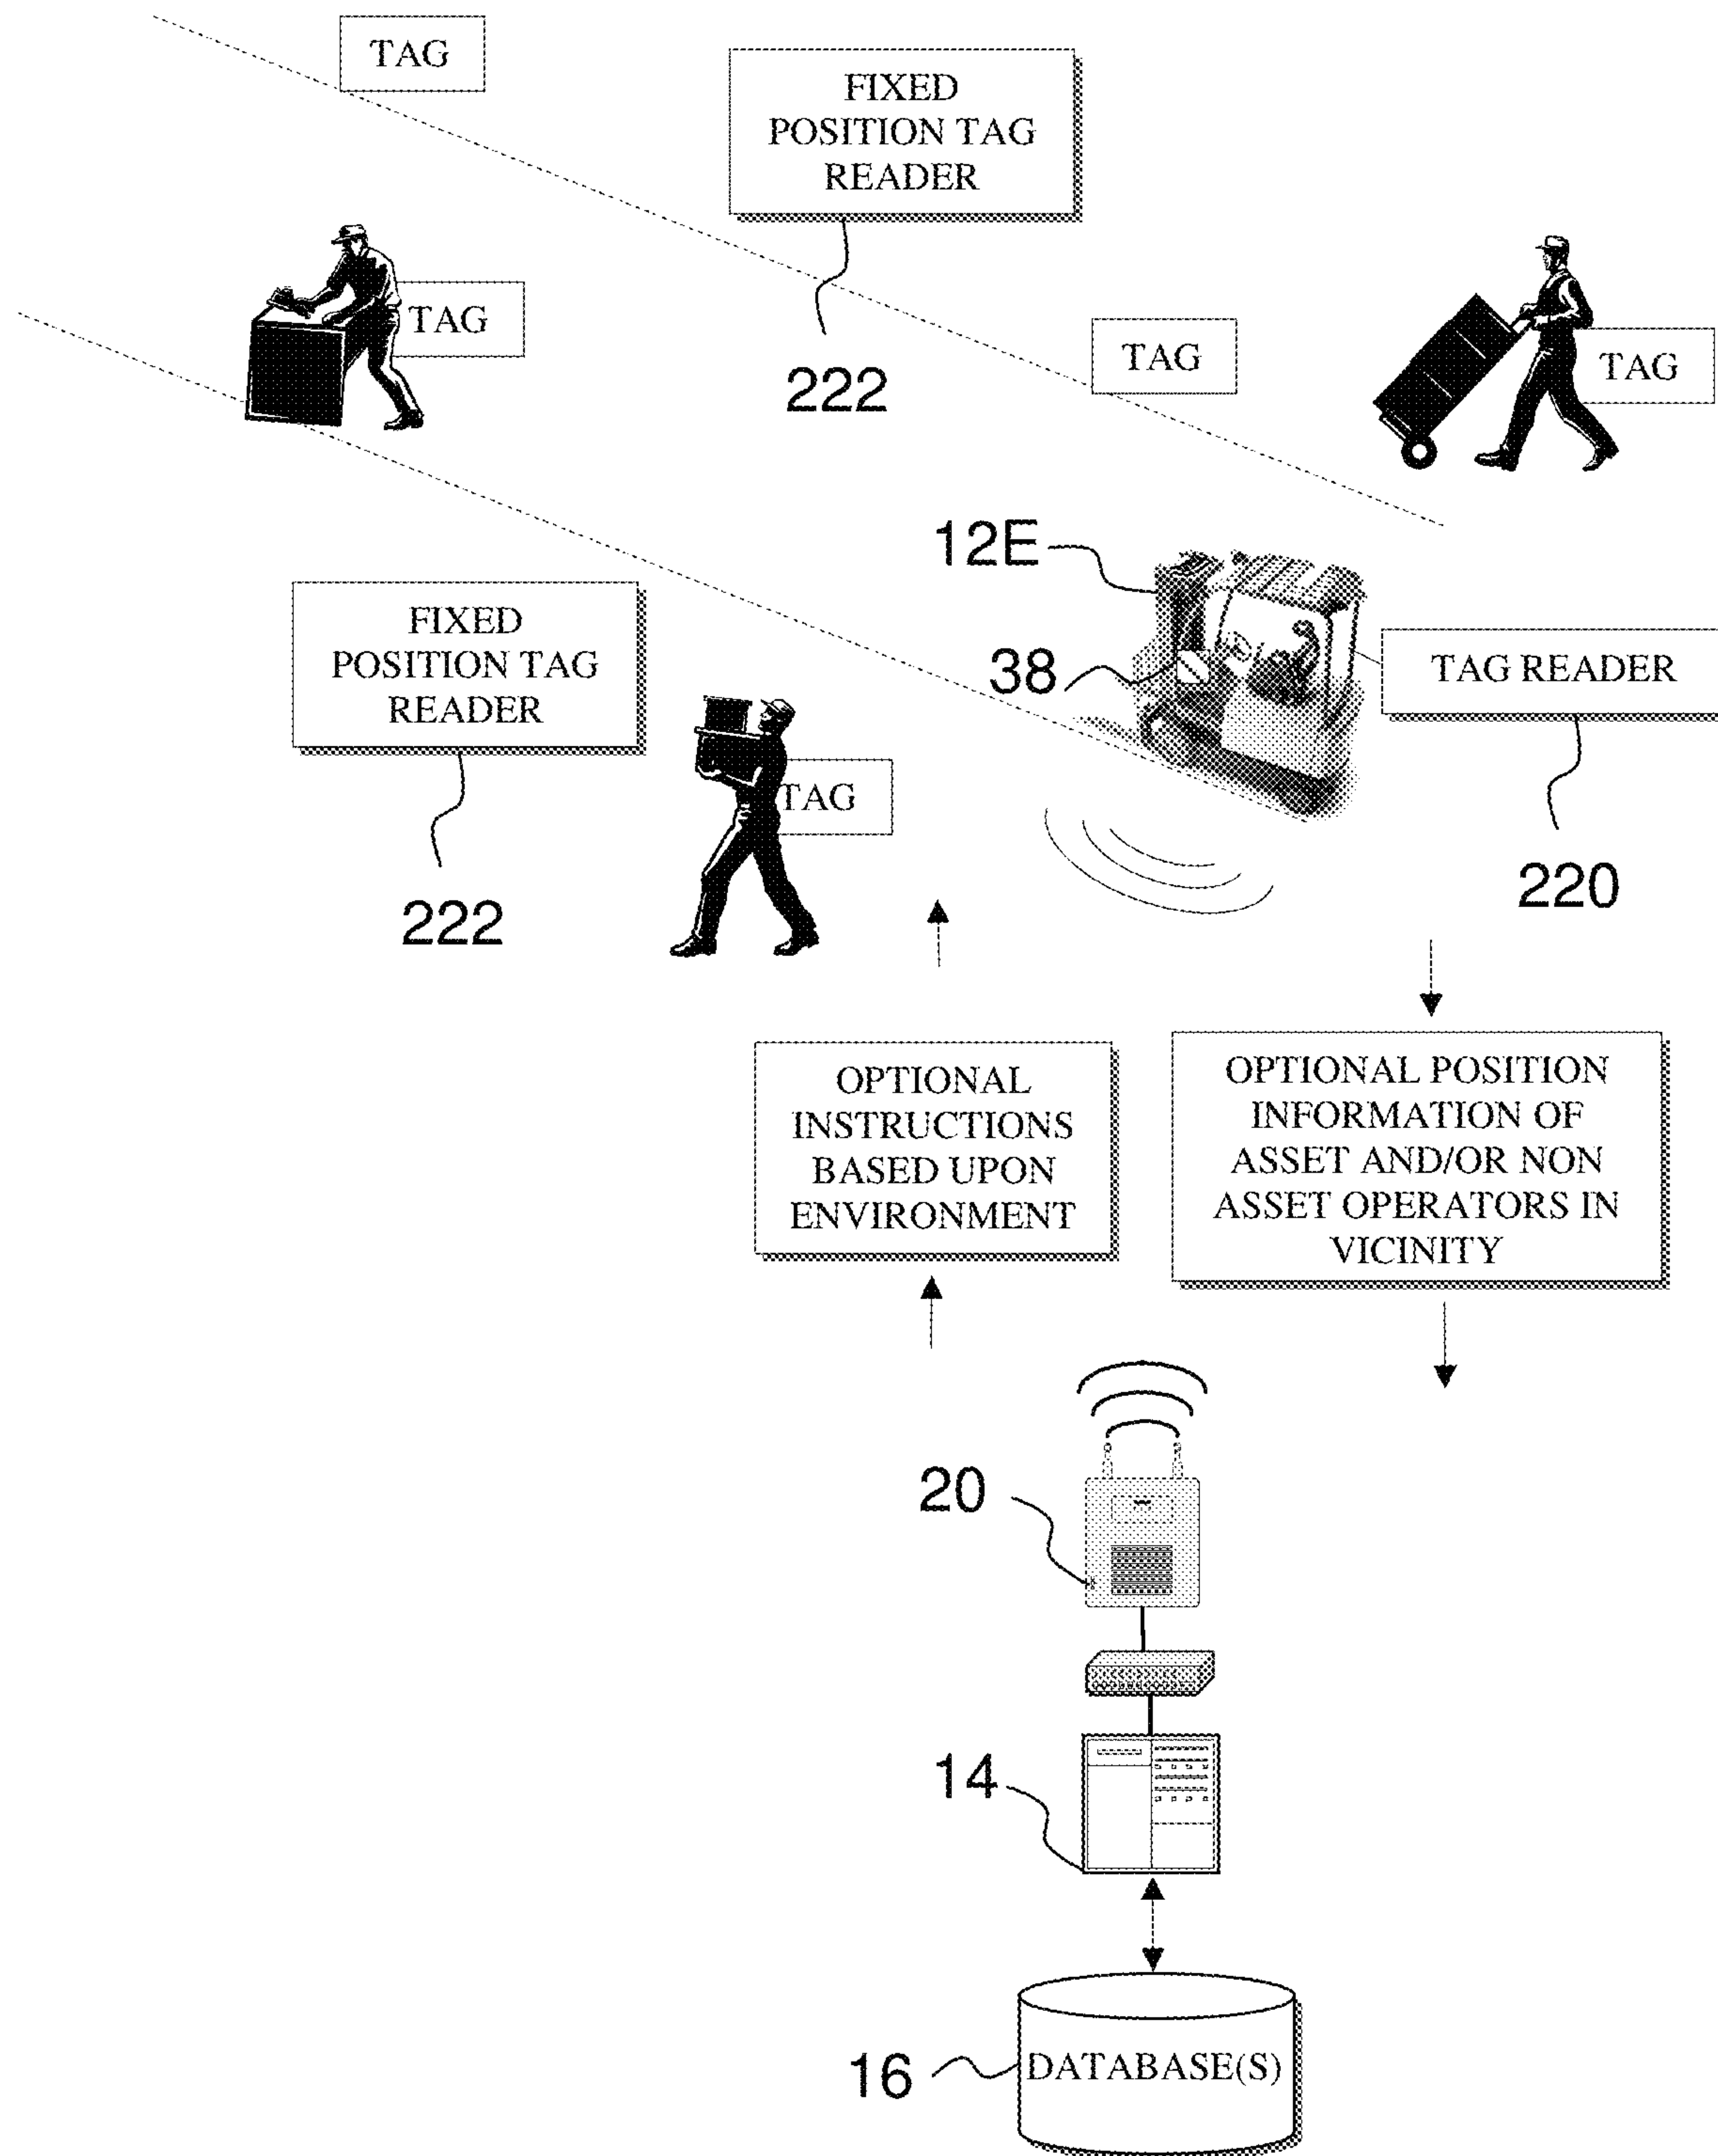 TAG
FIXED
POSITION TAG
READER
222
TAG
TAG
TAG
12E
38
TAG READER
220
FIXED
POSITION TAG
READER
222
TAG
OPTIONAL
INSTRUCTIONS
BASED UPON
ENVIRONMENT
OPTIONAL POSITION
INFORMATION OF
ASSET AND/OR NON
ASSET OPERATORS IN
VICINITY
20
14
16
DATABASE(S)